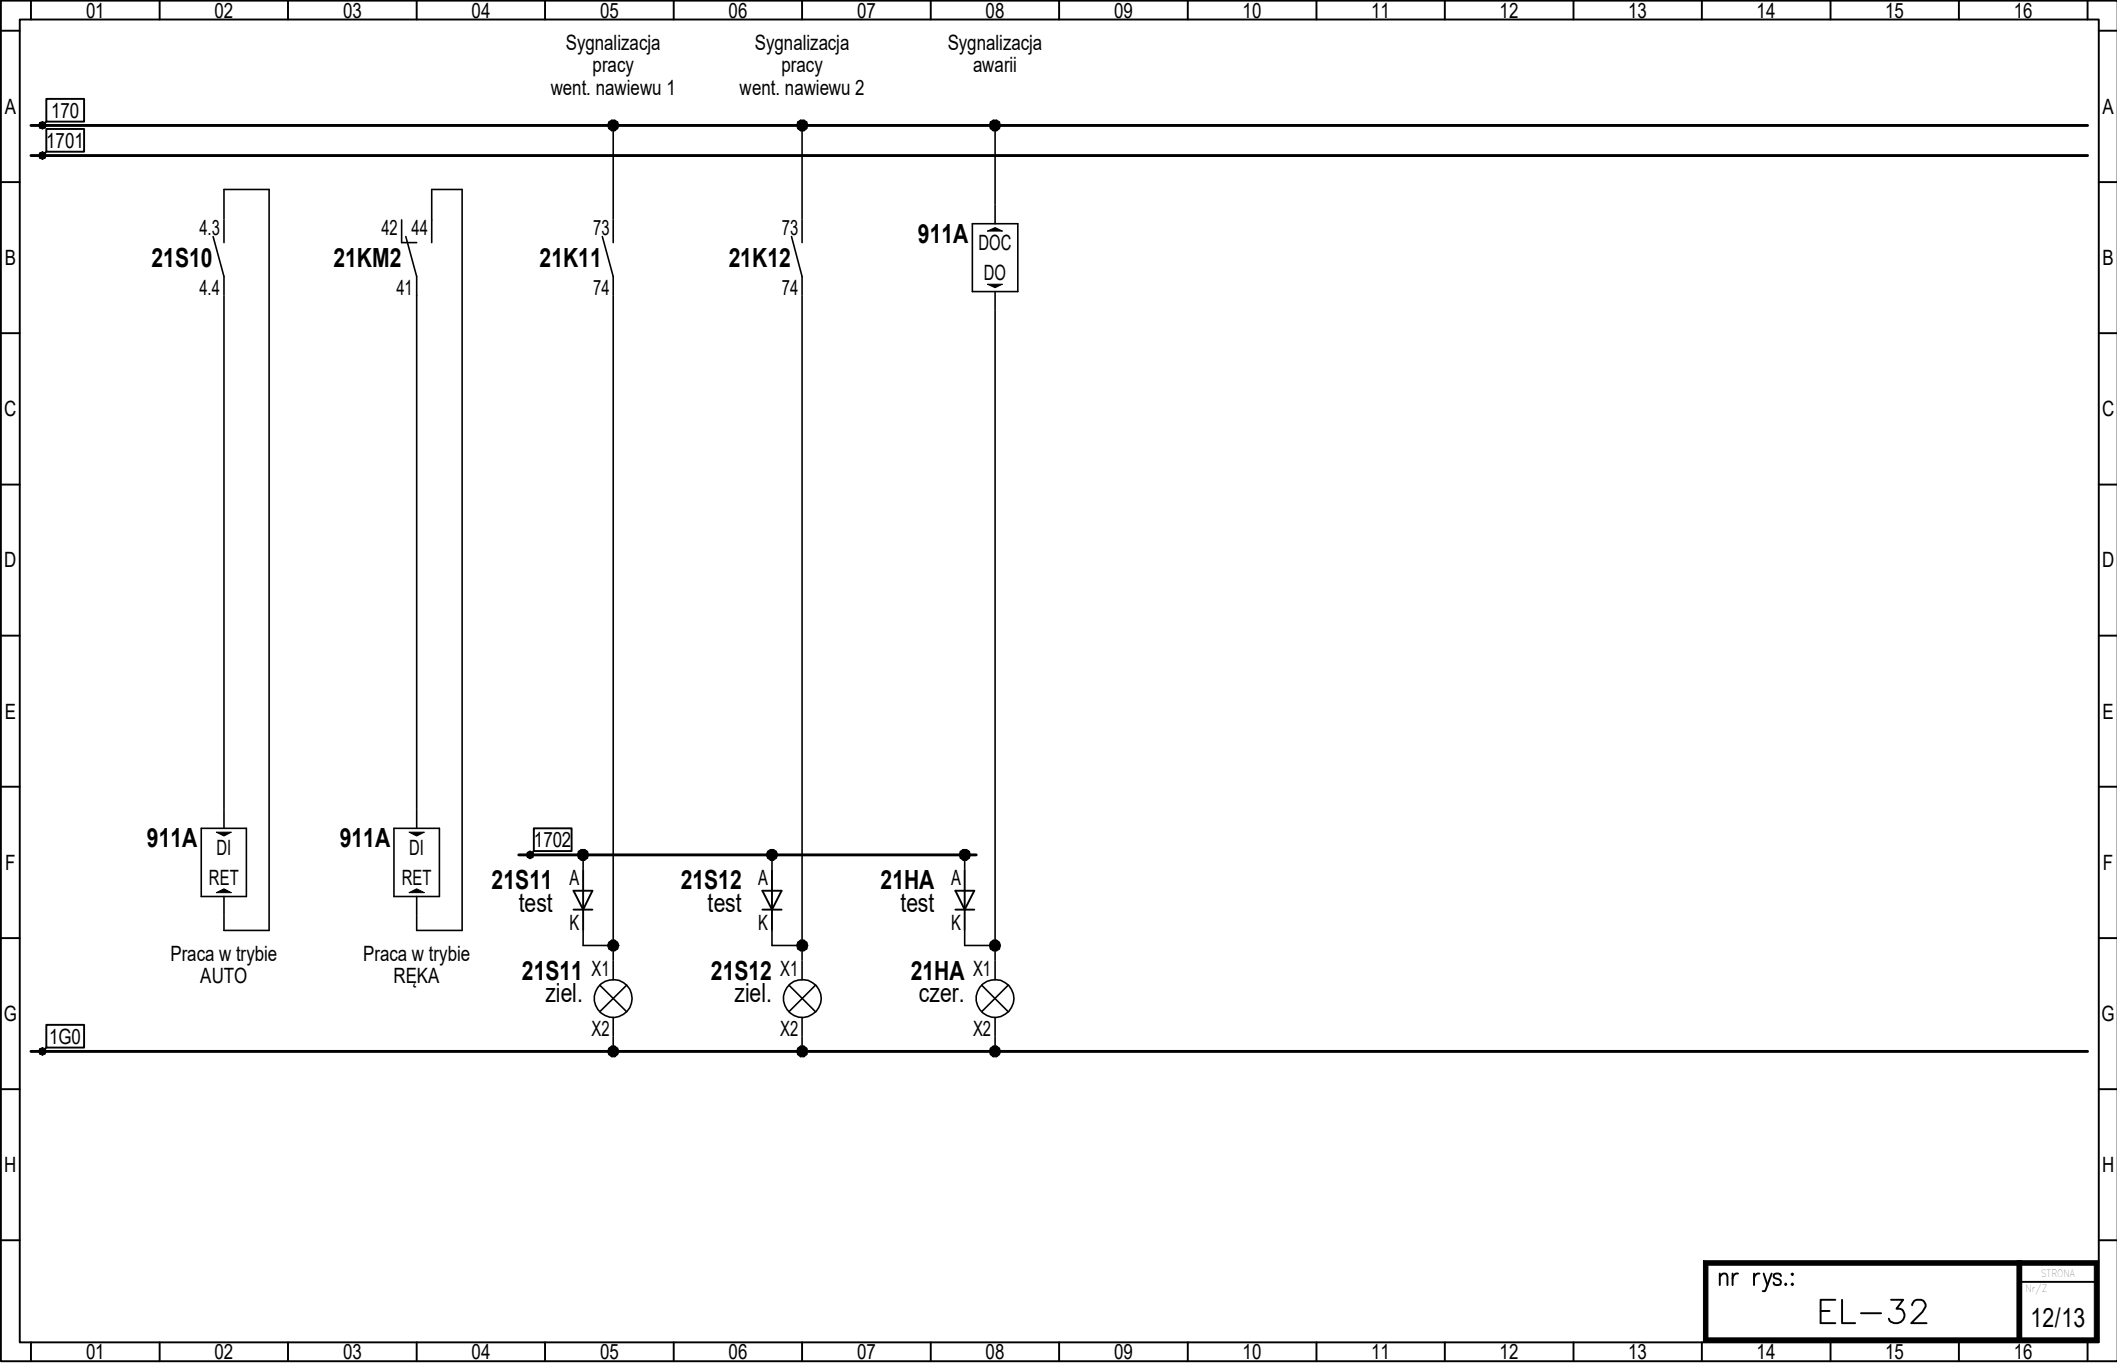 01 02 03 04 05 06 07 08 09 10 11 12 13 14 15 16
Sygnalizacja
pracy
went. nawiewu 1
Sygnalizacja
pracy
went. nawiewu 2
Sygnalizacja
awarii
A A
170
1701
B B
4.3
21S10
4.4
42 44
21KM2
41
73
21K11
74
73
21K12
74
911A
DOC
DO
C C
D D
E E
F F
911A
DI
RET
Praca w trybie
AUTO
911A
DI
RET
Praca w trybie
RĘKA
1702
21S11 A
test
K
21S12 A
test
K
21HA A
test
K
G G
21S11 X1
ziel.
X2
21S12 X1
ziel.
X2
21HA X1
czer.
X2
1G0
H H
nr rys.:
EL-32
STRONA
Nr/Z
12/13
01 02 03 04 05 06 07 08 09 10 11 12 13 14 15 16